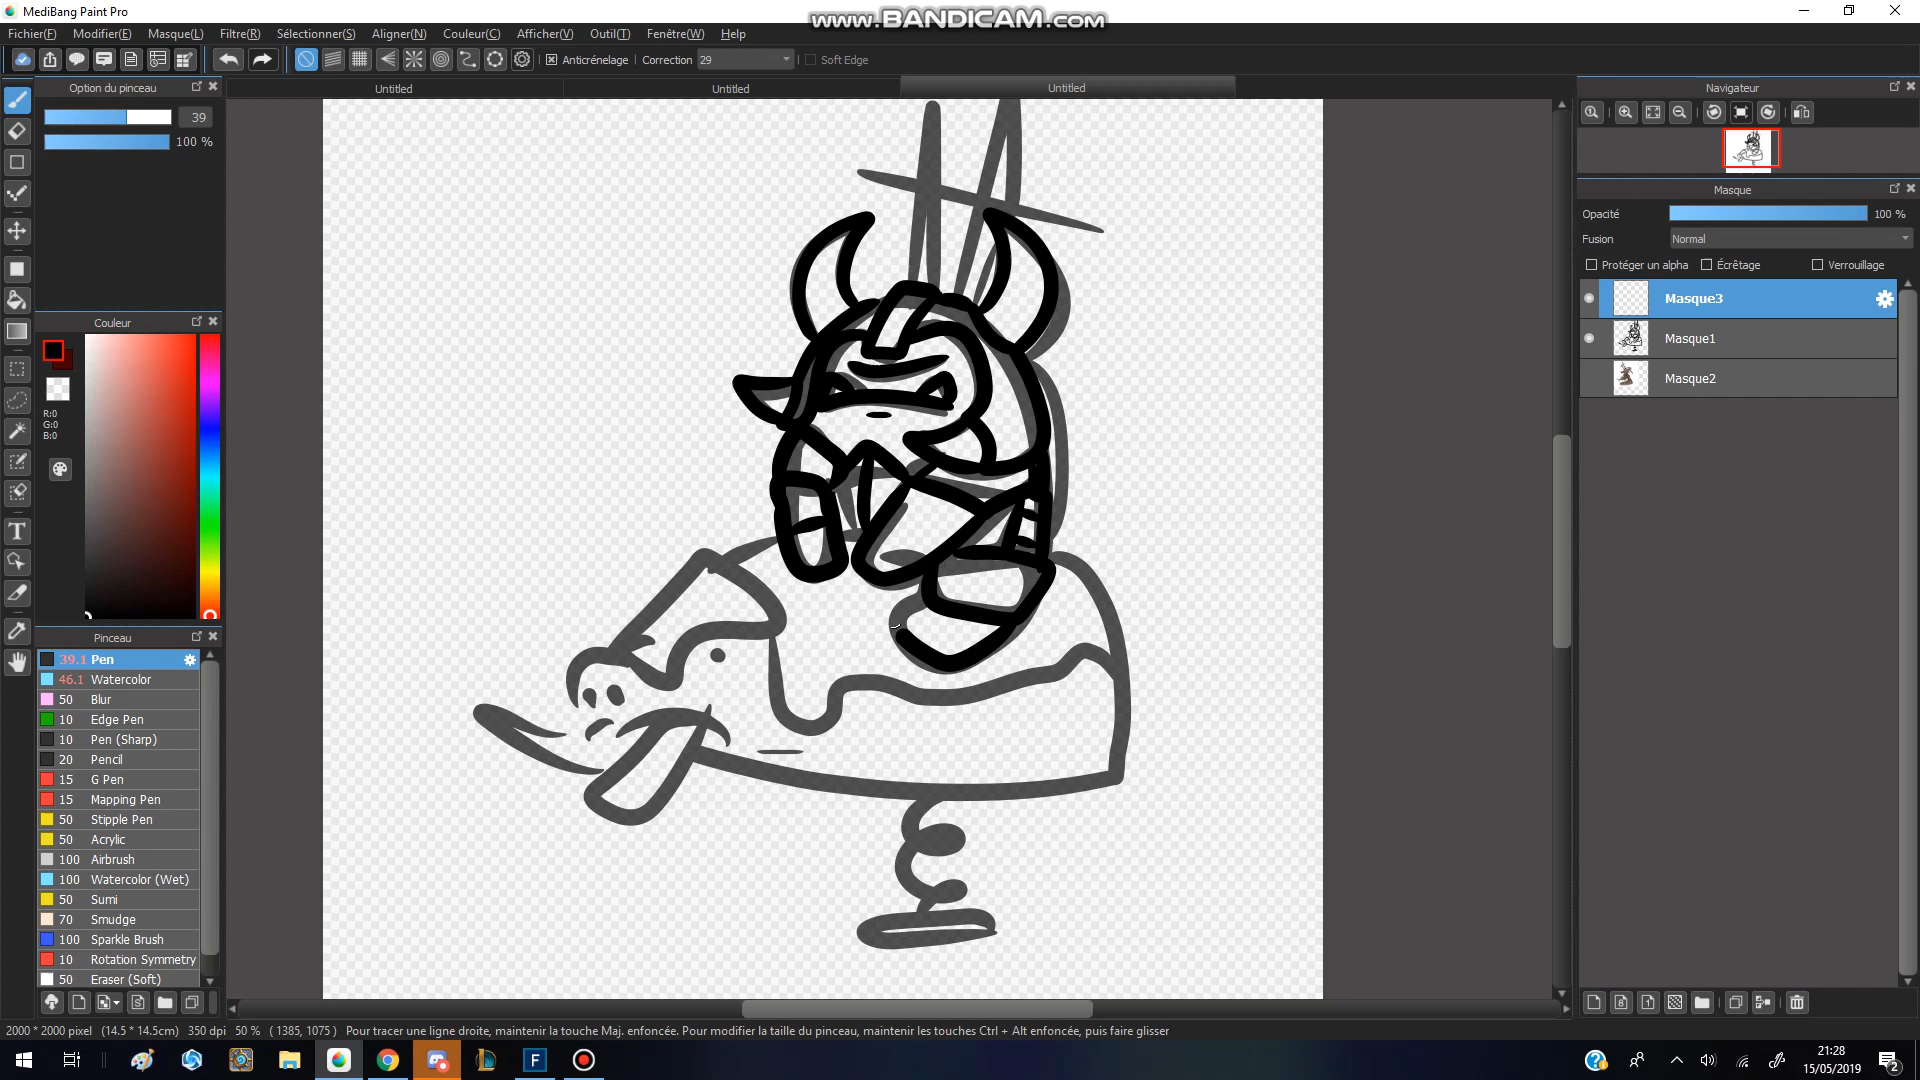 MediBang Paint Pro
www.BANDICAM.com
Fichier(F) Modifier(E) Masque(L) Filtre(R) Sélectionner(S) Aligner(N) Couleur(C) Afficher(V) Outil(T) Fenêtre(W) Help
Anticrénelage Correction 29 Soft Edge
Option du pinceau
Untitled Untitled Untitled
Navigateur
39
100 %
Masque
Opacité 100 %
Fusion Normal
Protéger un alpha Écrêtage Verrouillage
Masque3
Masque1
Masque2
Couleur
R:0
G:0
B:0
Pinceau
39.1 Pen
46.1 Watercolor
50 Blur
10 Edge Pen
10 Pen (Sharp)
20 Pencil
15 G Pen
15 Mapping Pen
50 Stipple Pen
50 Acrylic
100 Airbrush
100 Watercolor (Wet)
50 Sumi
70 Smudge
100 Sparkle Brush
10 Rotation Symmetry
50 Eraser (Soft)
2000 * 2000 pixel (14.5 * 14.5cm) 350 dpi 50 % ( 1385, 1075 ) Pour tracer une ligne droite, maintenir la touche Maj. enfoncée. Pour modifier la taille du pinceau, maintenir les touches Ctrl + Alt enfoncée, puis faire glisser
21:28
15/05/2019
2